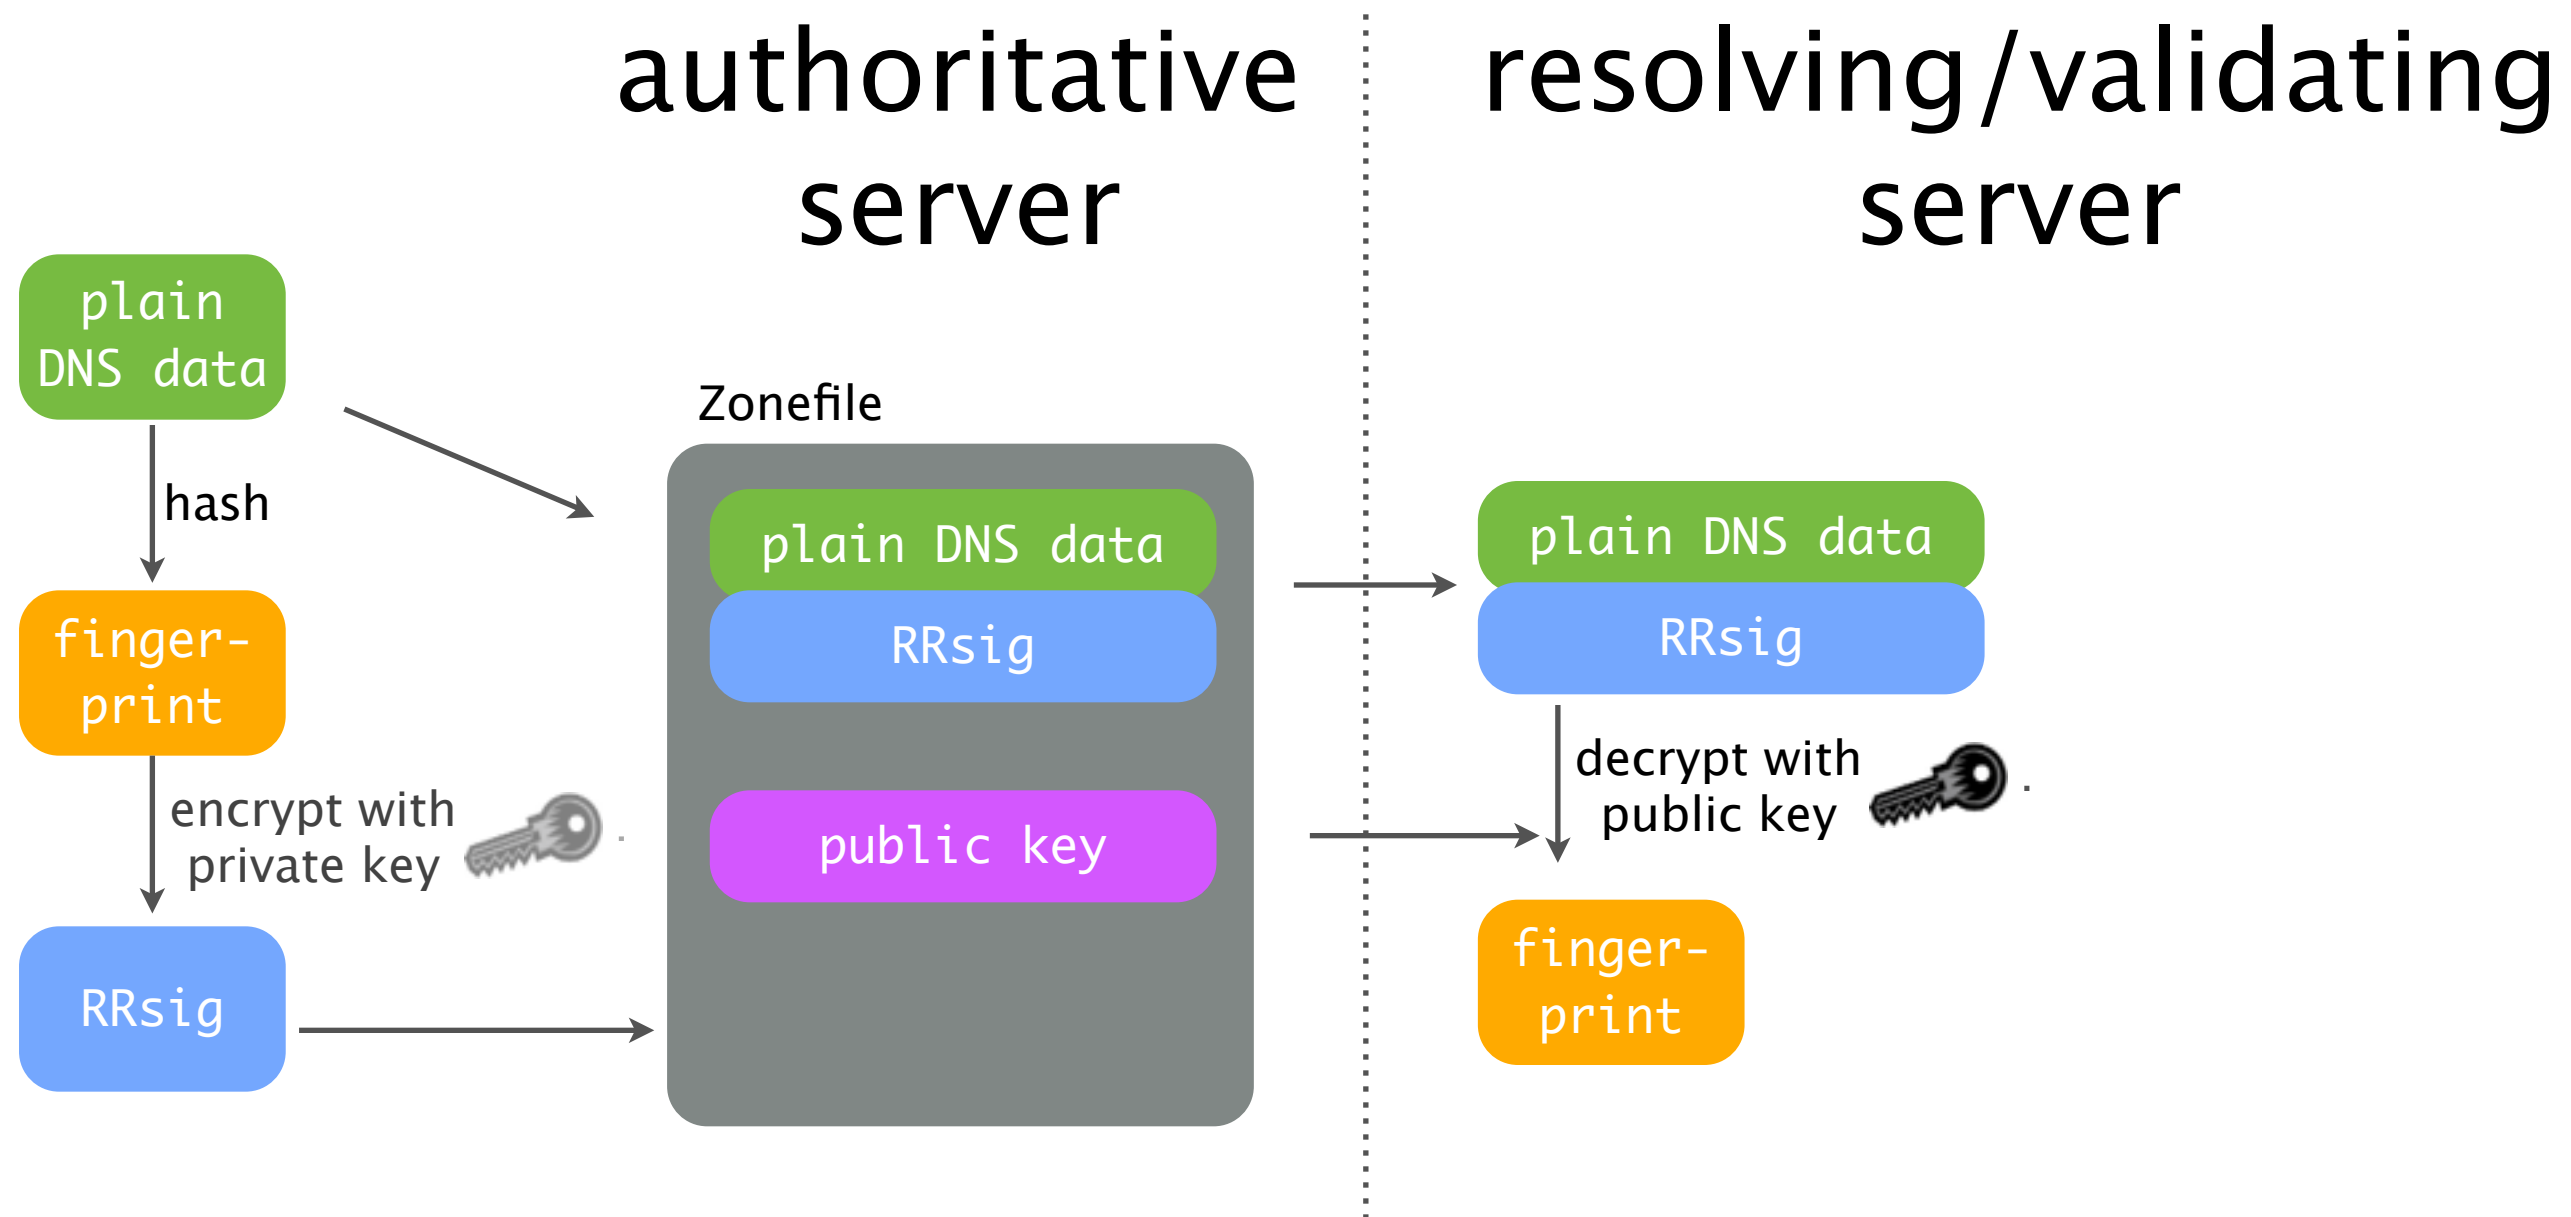 authoritative
server
resolving/validating
server
plain
DNS data
hash
finger-
print
encrypt with
private key
.
RRsig
Zonefile
plain DNS data
RRsig
public key
plain DNS data
RRsig
decrypt with
public key
.
finger-
print